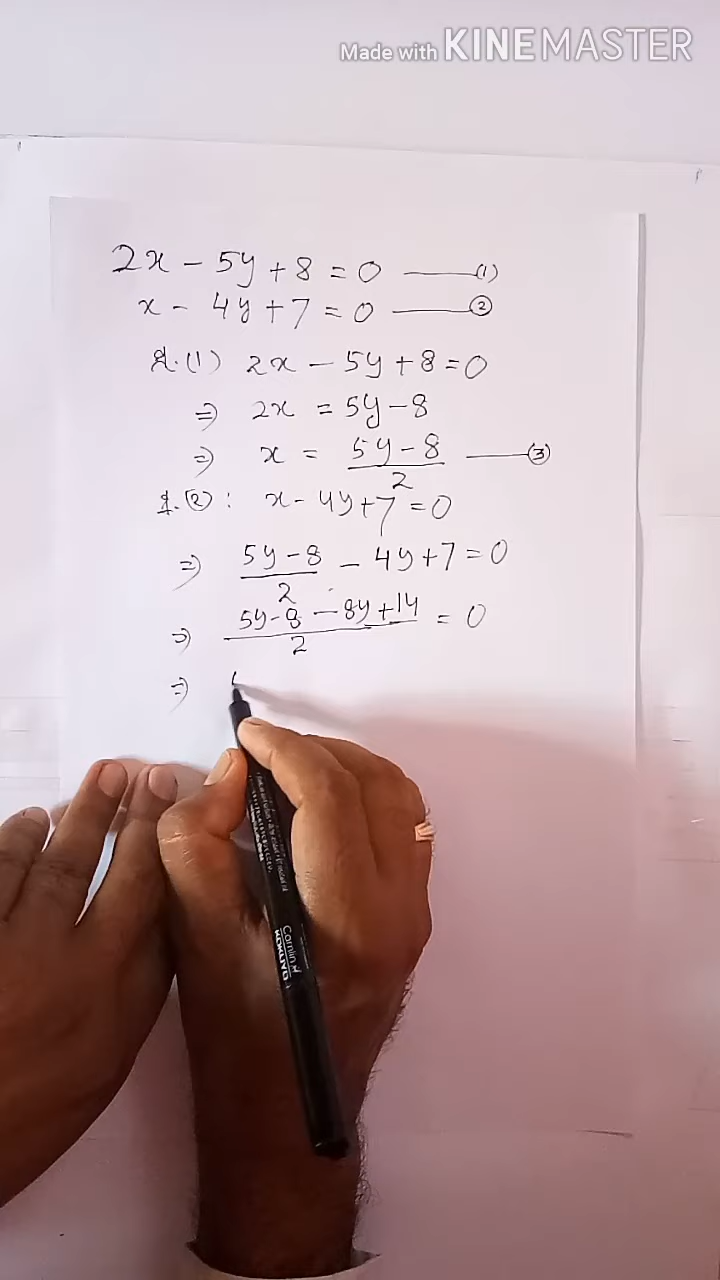 Made with KINEMASTER
2x - 5y + 8 = 0 —— (1)
x - 4y + 7 = 0 —— ②
(1) 2x - 5y + 8 = 0
⇒ 2x = 5y - 8
⇒ x = (5y - 8)/2 —— ③
② : x - 4y + 7 = 0
⇒ (5y - 8)/2 - 4y + 7 = 0
⇒ (5y - 8 - 8y + 14)/2 = 0
⇒
Camlin
KOKUYO